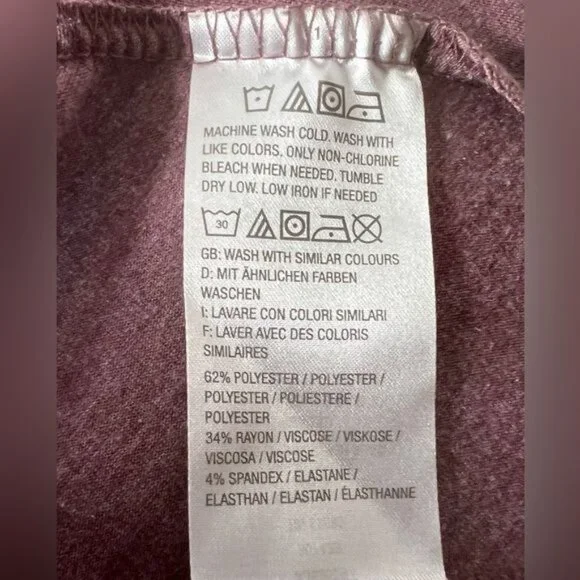 1
MACHINE WASH COLD. WASH WITH
LIKE COLORS. ONLY NON-CHLORINE
BLEACH WHEN NEEDED. TUMBLE
DRY LOW. LOW IRON IF NEEDED
30
GB: WASH WITH SIMILAR COLOURS
D: MIT ÄHNLICHEN FARBEN
WASCHEN
I: LAVARE CON COLORI SIMILARI
F: LAVER AVEC DES COLORIS
SIMILAIRES
62% POLYESTER / POLYESTER /
POLYESTER / POLIESTERE /
POLYESTER
34% RAYON / VISCOSE / VISKOSE /
VISCOSA / VISCOSE
4% SPANDEX / ELASTANE /
ELASTHAN / ELASTAN / ÉLASTHANNE